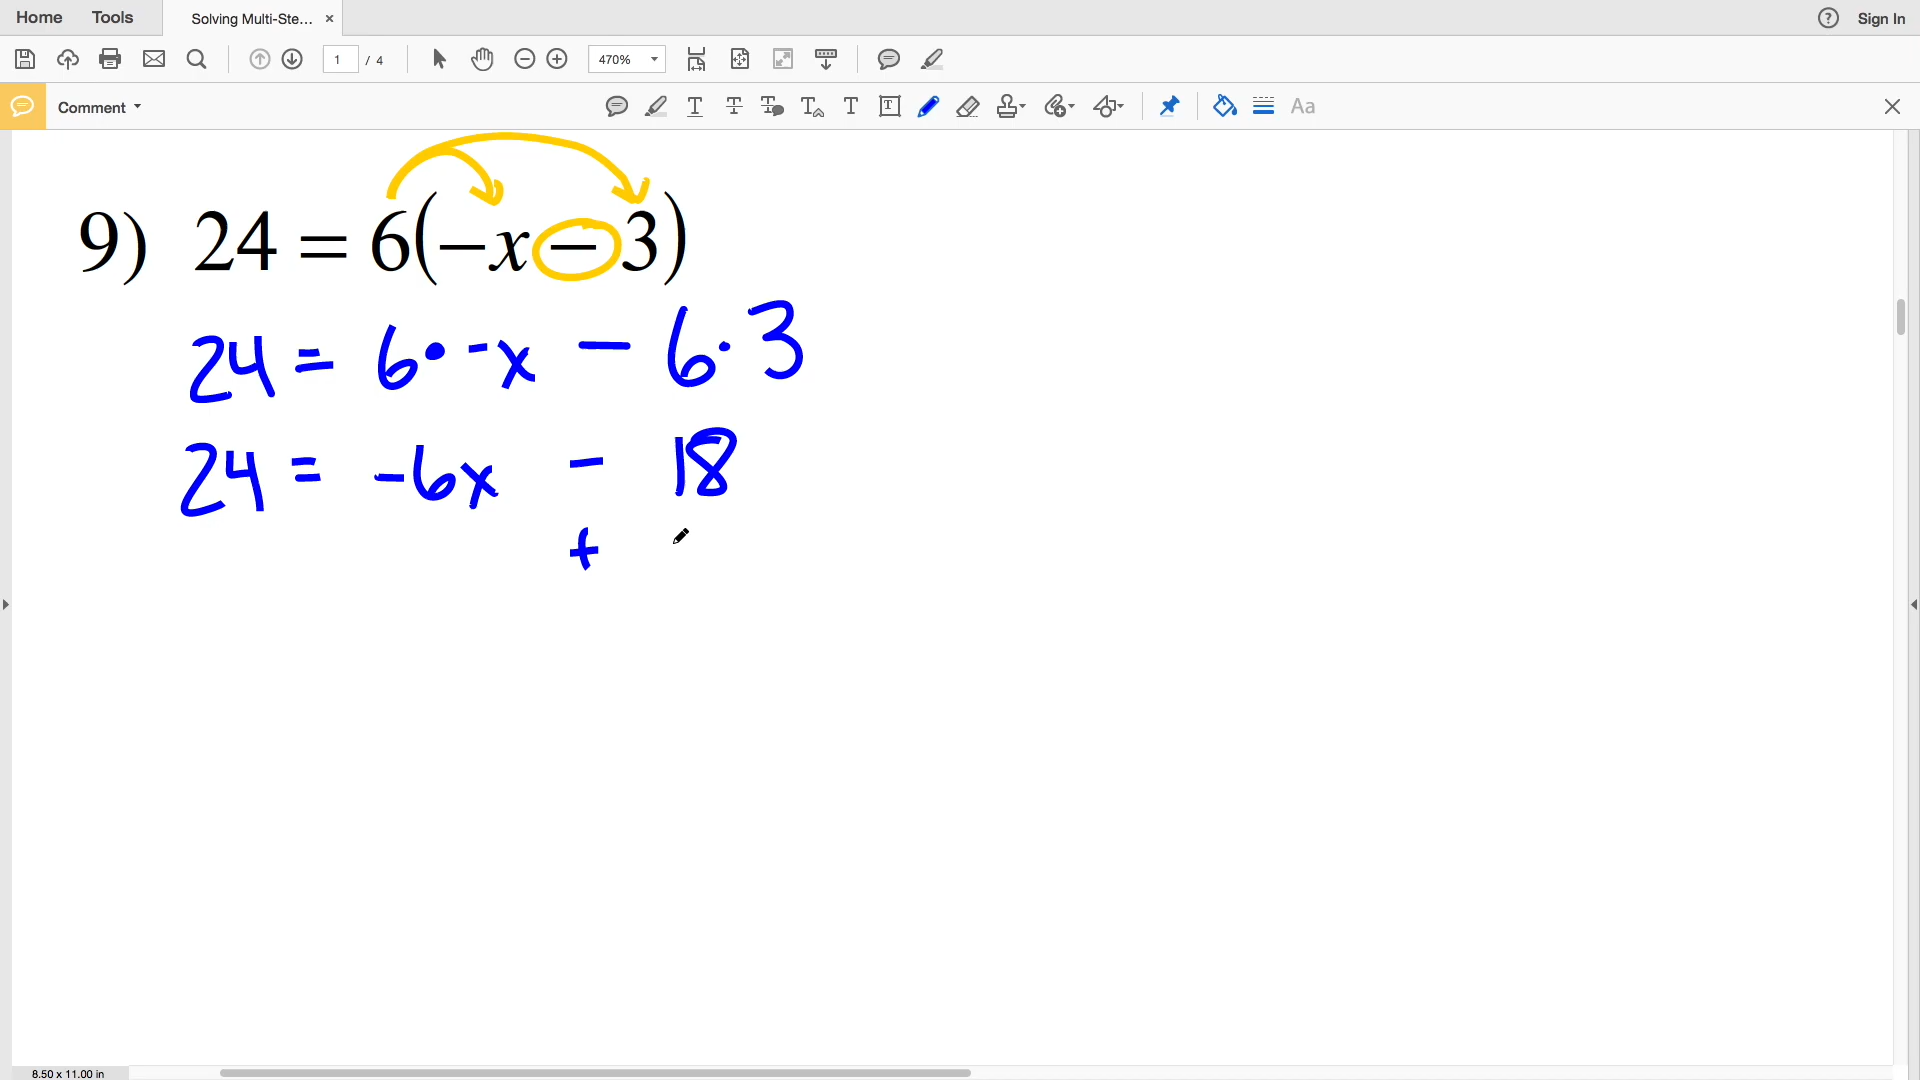 Home Tools Solving Multi-Ste... × ? Sign In
1 / 4 470%
Comment T T T T T T Aa
9) 24 = 6(−x − 3)
24 = 6 • -x − 6 · 3
24 = -6x - 18
+
8.50 x 11.00 in